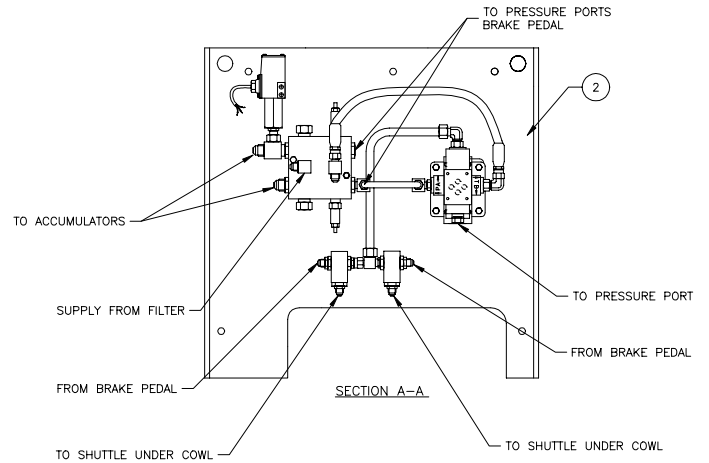 TO PRESSURE PORTS
BRAKE PEDAL
2
TO ACCUMULATORS
SUPPLY FROM FILTER
TO PRESSURE PORT
FROM BRAKE PEDAL
FROM BRAKE PEDAL
SECTION A-A
TO SHUTTLE UNDER COWL
TO SHUTTLE UNDER COWL